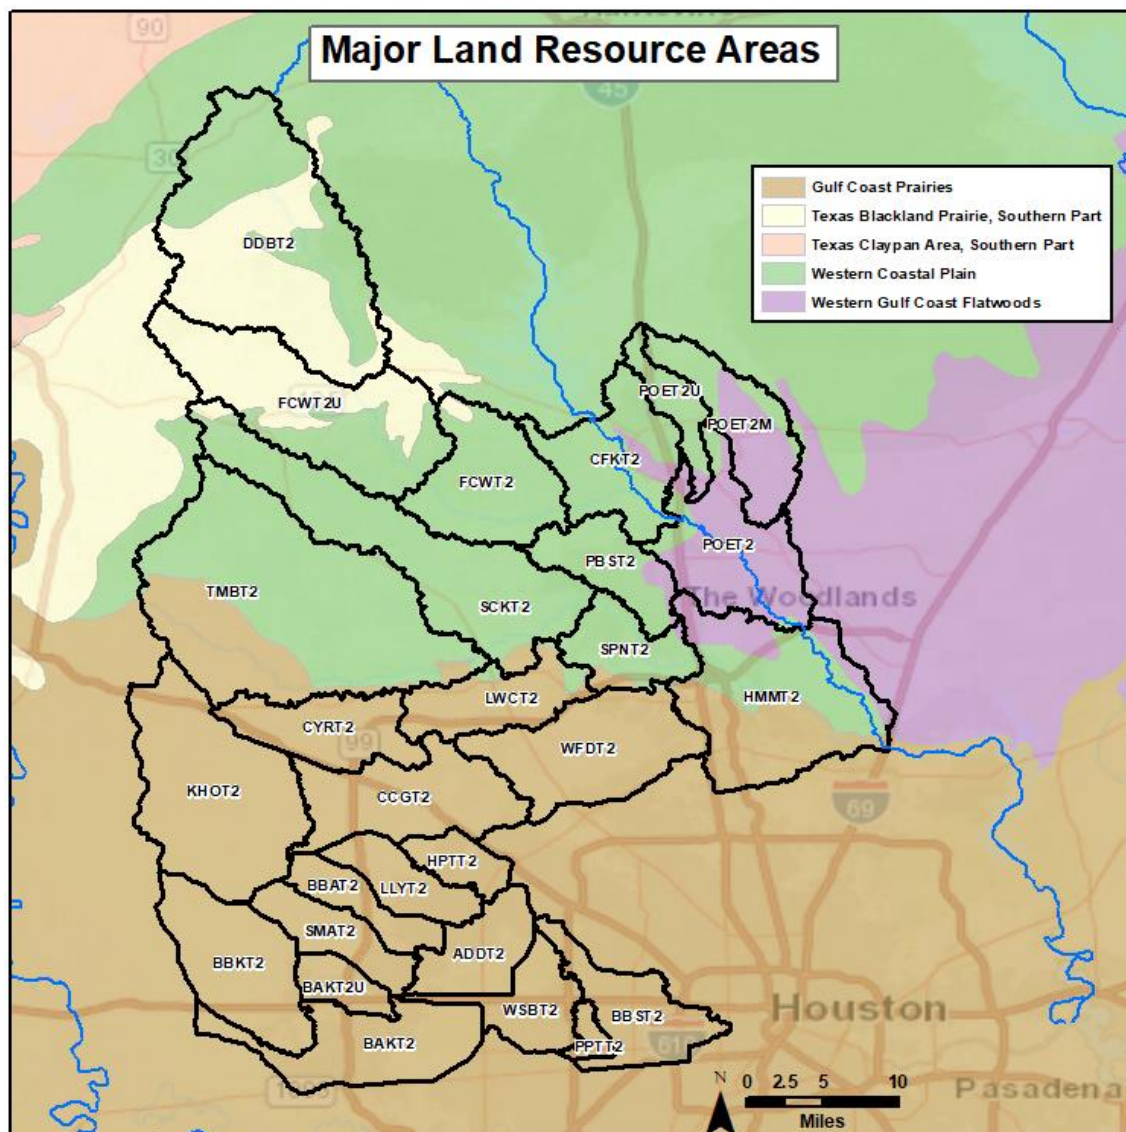 90
Major Land Resource Areas
45
Gulf Coast Prairies
Texas Blackland Prairie, Southern Part
Texas Claypan Area, Southern Part
Western Coastal Plain
Western Gulf Coast Flatwoods
DDBT2
FCWT2U
POET2U
POET2M
CFKT2
FCWT2
POET2
PBST2
TMBT2
The Woodlands
SCKT2
SPNT2
LWCT2
HMMT2
CYRT2
99
WFDT2
KHOT2
CCGT2
69
HPTT2
BBAT2
LLYT2
SMAT2
ADDT2
BBKT2
BAKT2U
WSBT2
BBST2
Houston
BAKT2
PPTT2
610
N
0 2.5 5 10
Miles
Pasadena